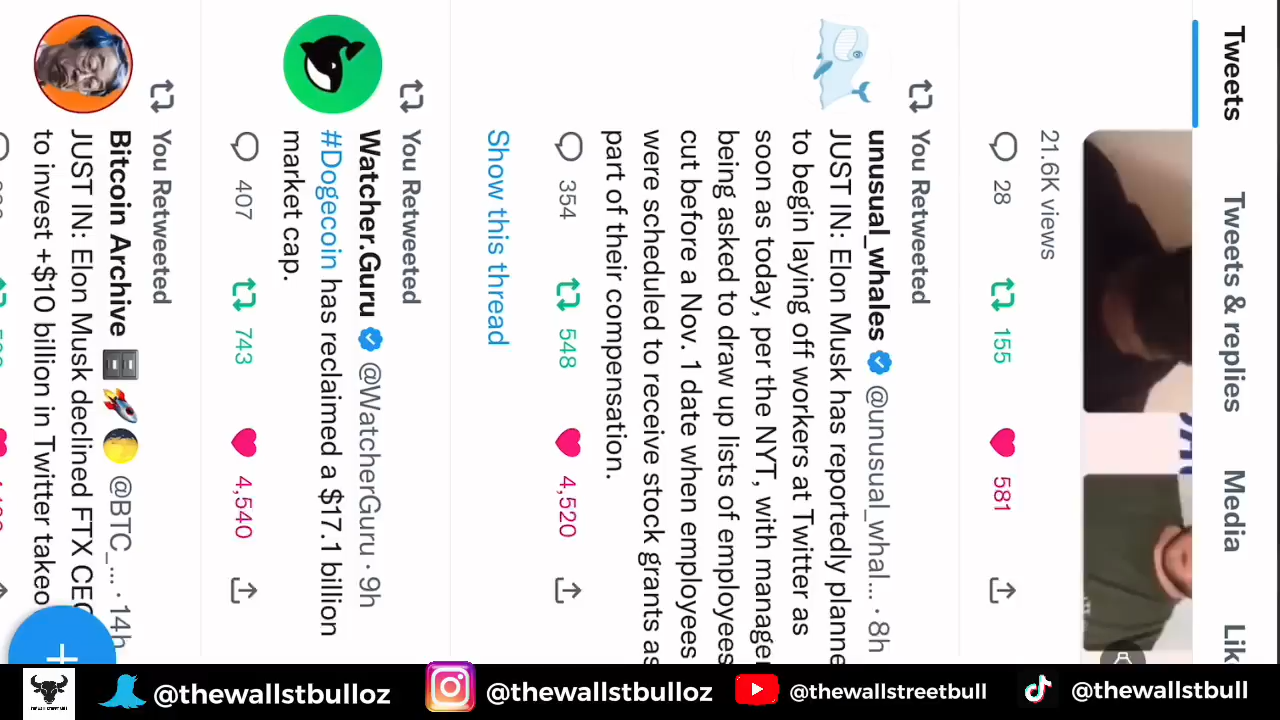 Tweets Tweets & replies Media Lik
21.6K views
28 155 581
You Retweeted
unusual_whales @unusual_whal... · 8h
JUST IN: Elon Musk has reportedly planne
to begin laying off workers at Twitter as
soon as today, per the NYT, with manager
being asked to draw up lists of employees
cut before a Nov. 1 date when employees
were scheduled to receive stock grants as
part of their compensation.
354 548 4,520
Show this thread
You Retweeted
Watcher.Guru @WatcherGuru · 9h
#Dogecoin has reclaimed a $17.1 billion
market cap.
407 743 4,540
You Retweeted
Bitcoin Archive @BTC_... · 14h
JUST IN: Elon Musk declined FTX CEO
to invest +$10 billion in Twitter takeo
@thewallstbulloz @thewallstbulloz @thewallstreetbull @thewallstbull